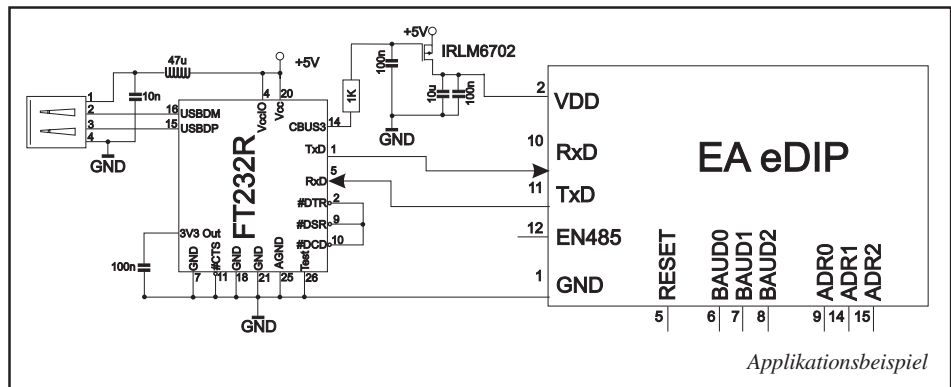 +5V
IRLM6702
47u
+5V
100n
1K
10u
100n
10n
1
2
3
4
GND
16 USBDM
15 USBDP
4
VccIO
20
Vcc
CBUS3 14
GND
TxD 1
5
RxD
#DTR 2
#DSR 9
#DCD 10
FT232R
3V3 Out
100n
GND
7
#CTS
11
GND
18
GND
21
AGND
25
Test
26
GND
2 VDD
10 RxD
11 TxD
12 EN485
1 GND
EA eDIP
RESET
5
BAUD0
6
BAUD1
7
BAUD2
8
ADR0
9
ADR1
14
ADR2
15
Applikationsbeispiel